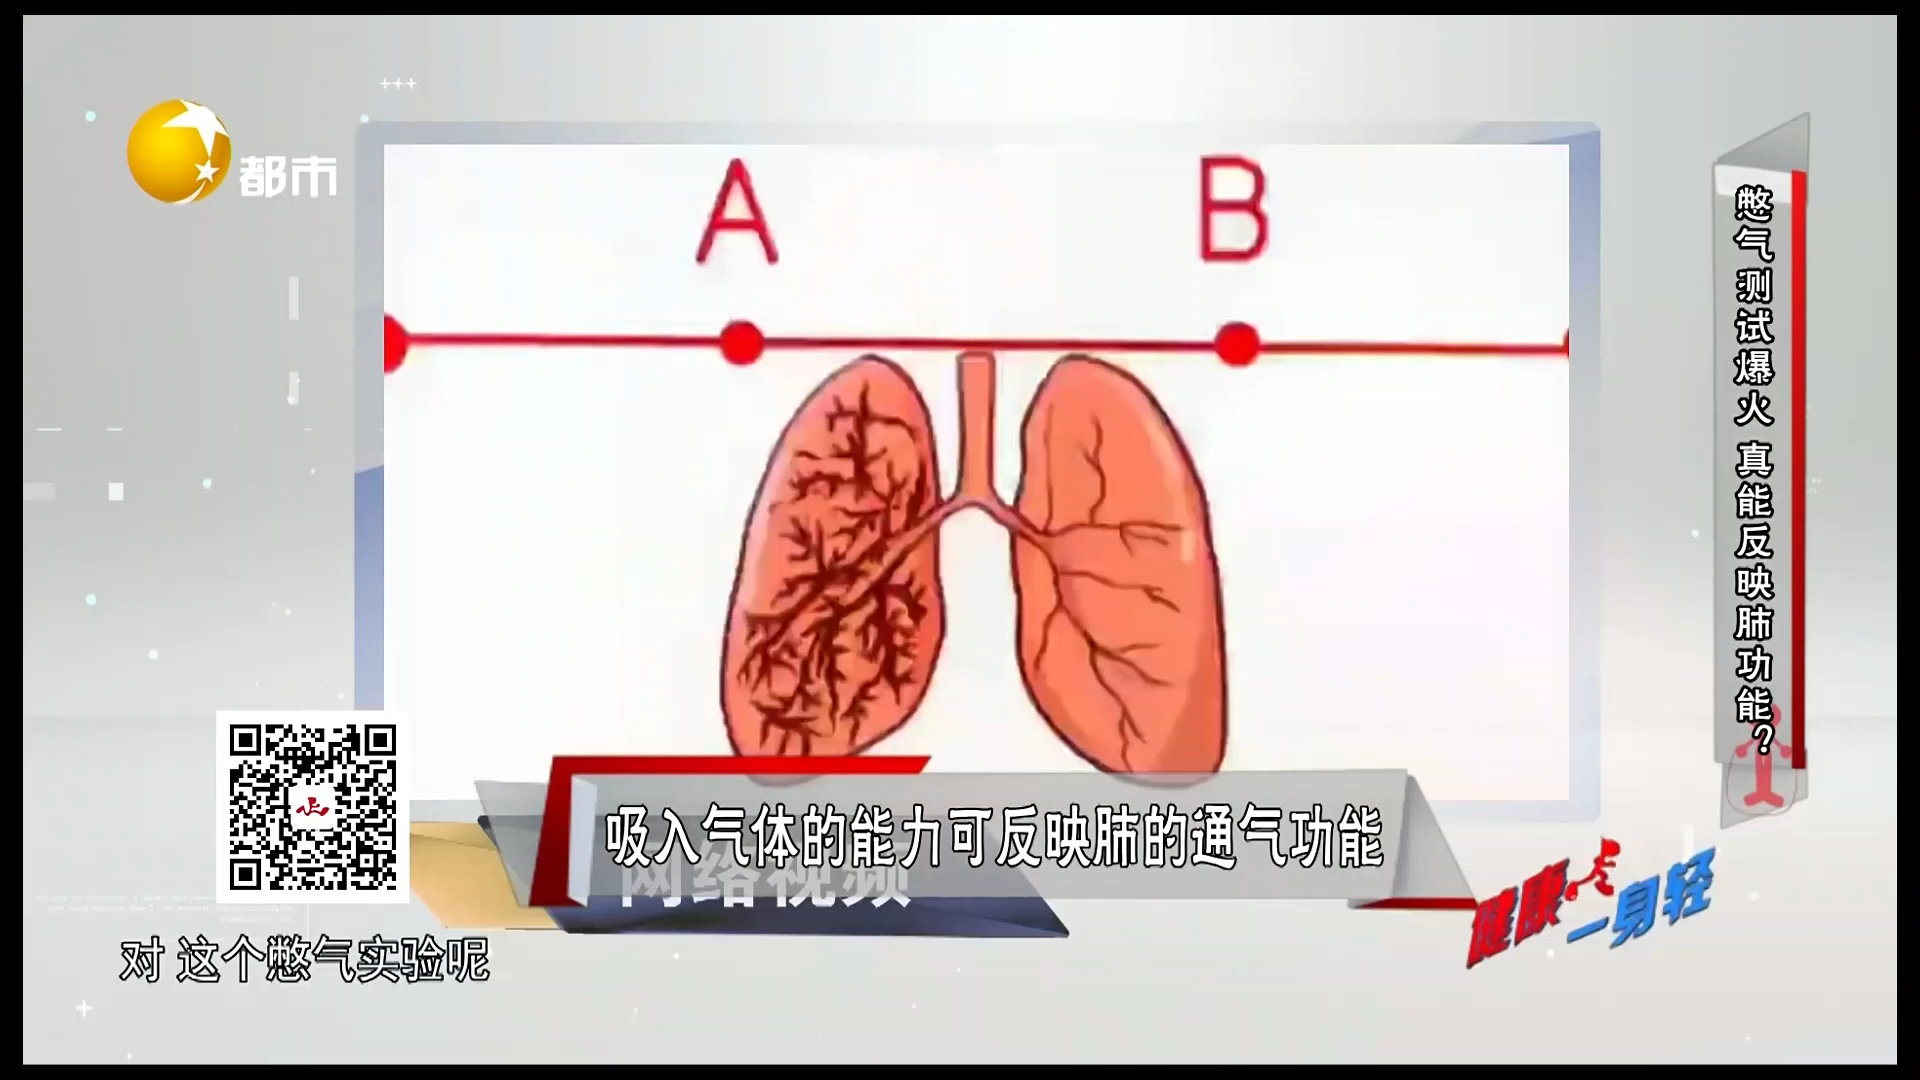 都市
A
B
憋气测试爆火 真能反映肺功能?
吸入气体的能力可反映肺的通气功能
网络视频
健康一身轻
对 这个憋气实验呢